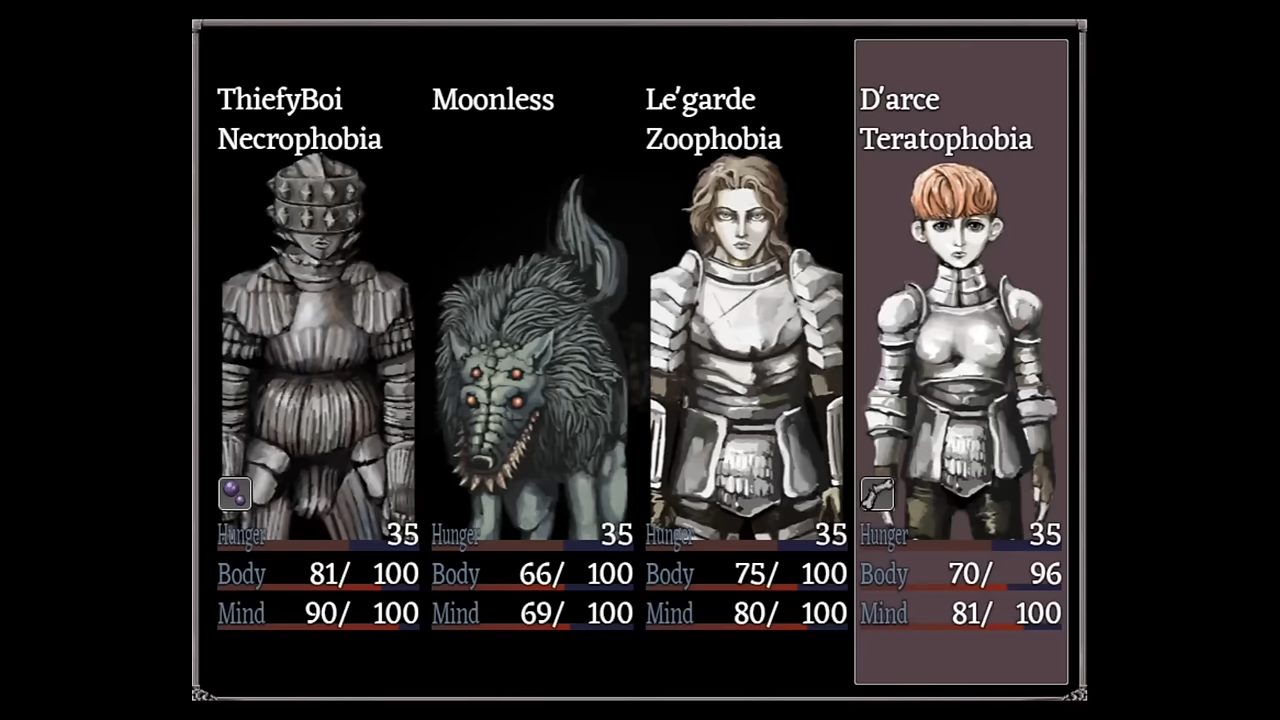 ThiefyBoi
Necrophobia
Hunger 35
Body 81/ 100
Mind 90/ 100
Moonless
Hunger 35
Body 66/ 100
Mind 69/ 100
Le'garde
Zoophobia
Hunger 35
Body 75/ 100
Mind 80/ 100
D'arce
Teratophobia
Hunger 35
Body 70/ 96
Mind 81/ 100